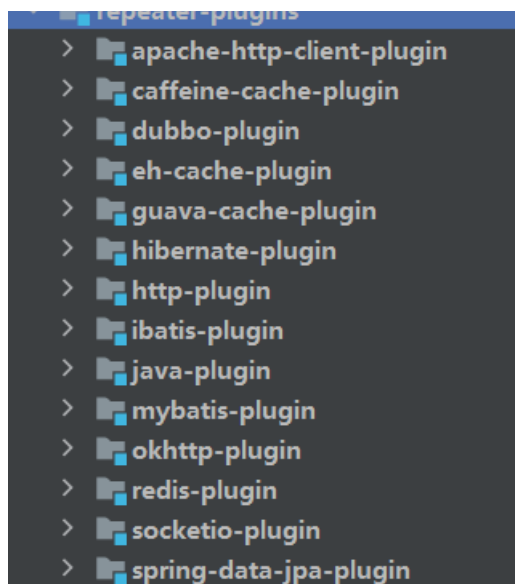 repeater-plugins
apache-http-client-plugin
caffeine-cache-plugin
dubbo-plugin
eh-cache-plugin
guava-cache-plugin
hibernate-plugin
http-plugin
ibatis-plugin
java-plugin
mybatis-plugin
okhttp-plugin
redis-plugin
socketio-plugin
spring-data-jpa-plugin